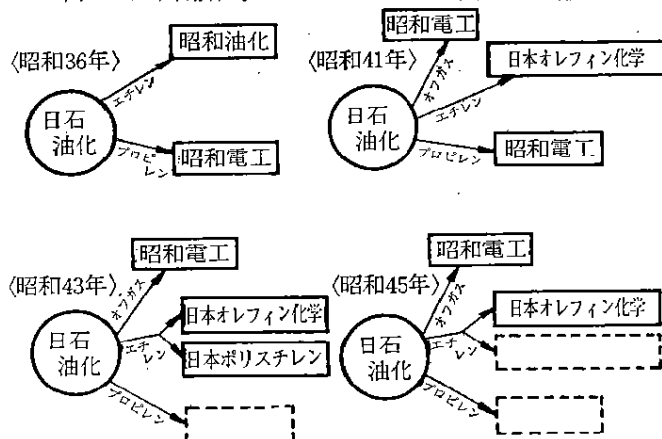 〈昭和36年〉
昭和油化
エチレン
日石
油化
プロピ
レン
昭和電工
〈昭和41年〉
昭和電工
オフガス
日本オレフィン化学
エチレン
日石
油化
プロピレン
昭和電工
〈昭和43年〉
昭和電工
オフガス
日本オレフィン化学
エチ
レン
日石
油化
日本ポリスチレン
プロピレン
〈昭和45年〉
昭和電工
オフガス
日本オレフィン化学
エチ
レン
日石
油化
プロピレン